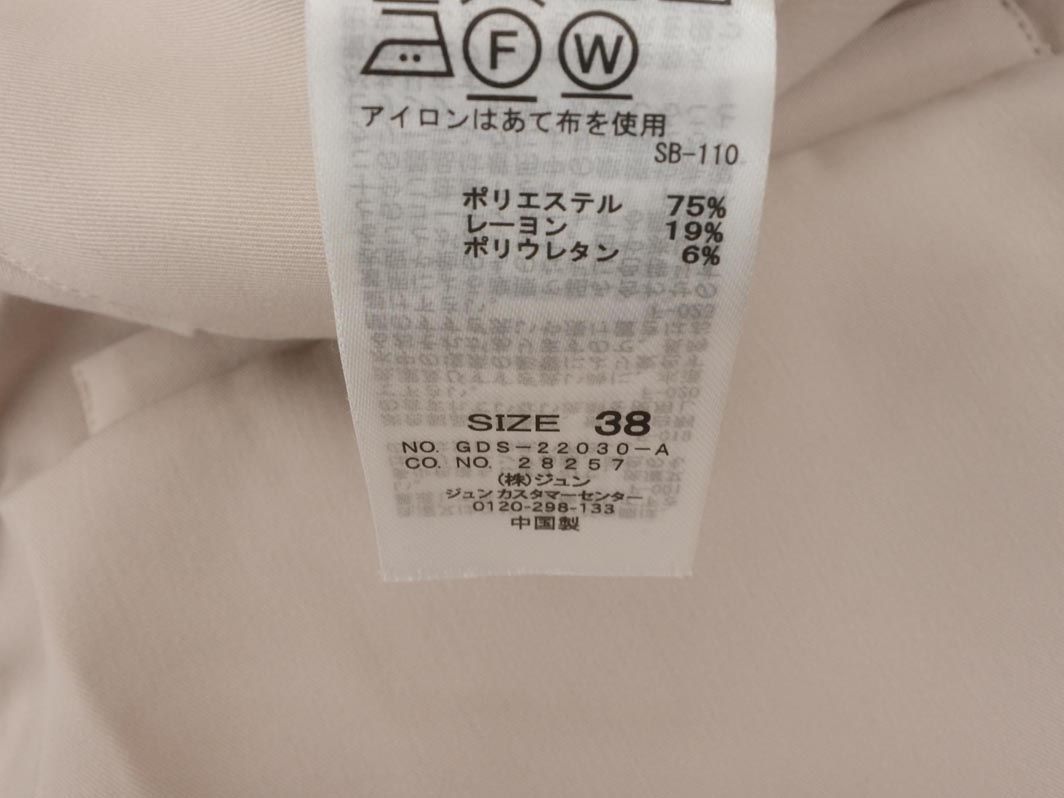 F W
アイロンはあて布を使用
SB-110
ポリエステル 75%
レーヨン 19%
ポリウレタン 6%
SIZE 38
NO. GDS-22030-A
CO. NO. 28257
(株)ジュン
ジュンカスタマーセンター
0120-298-133
中国製